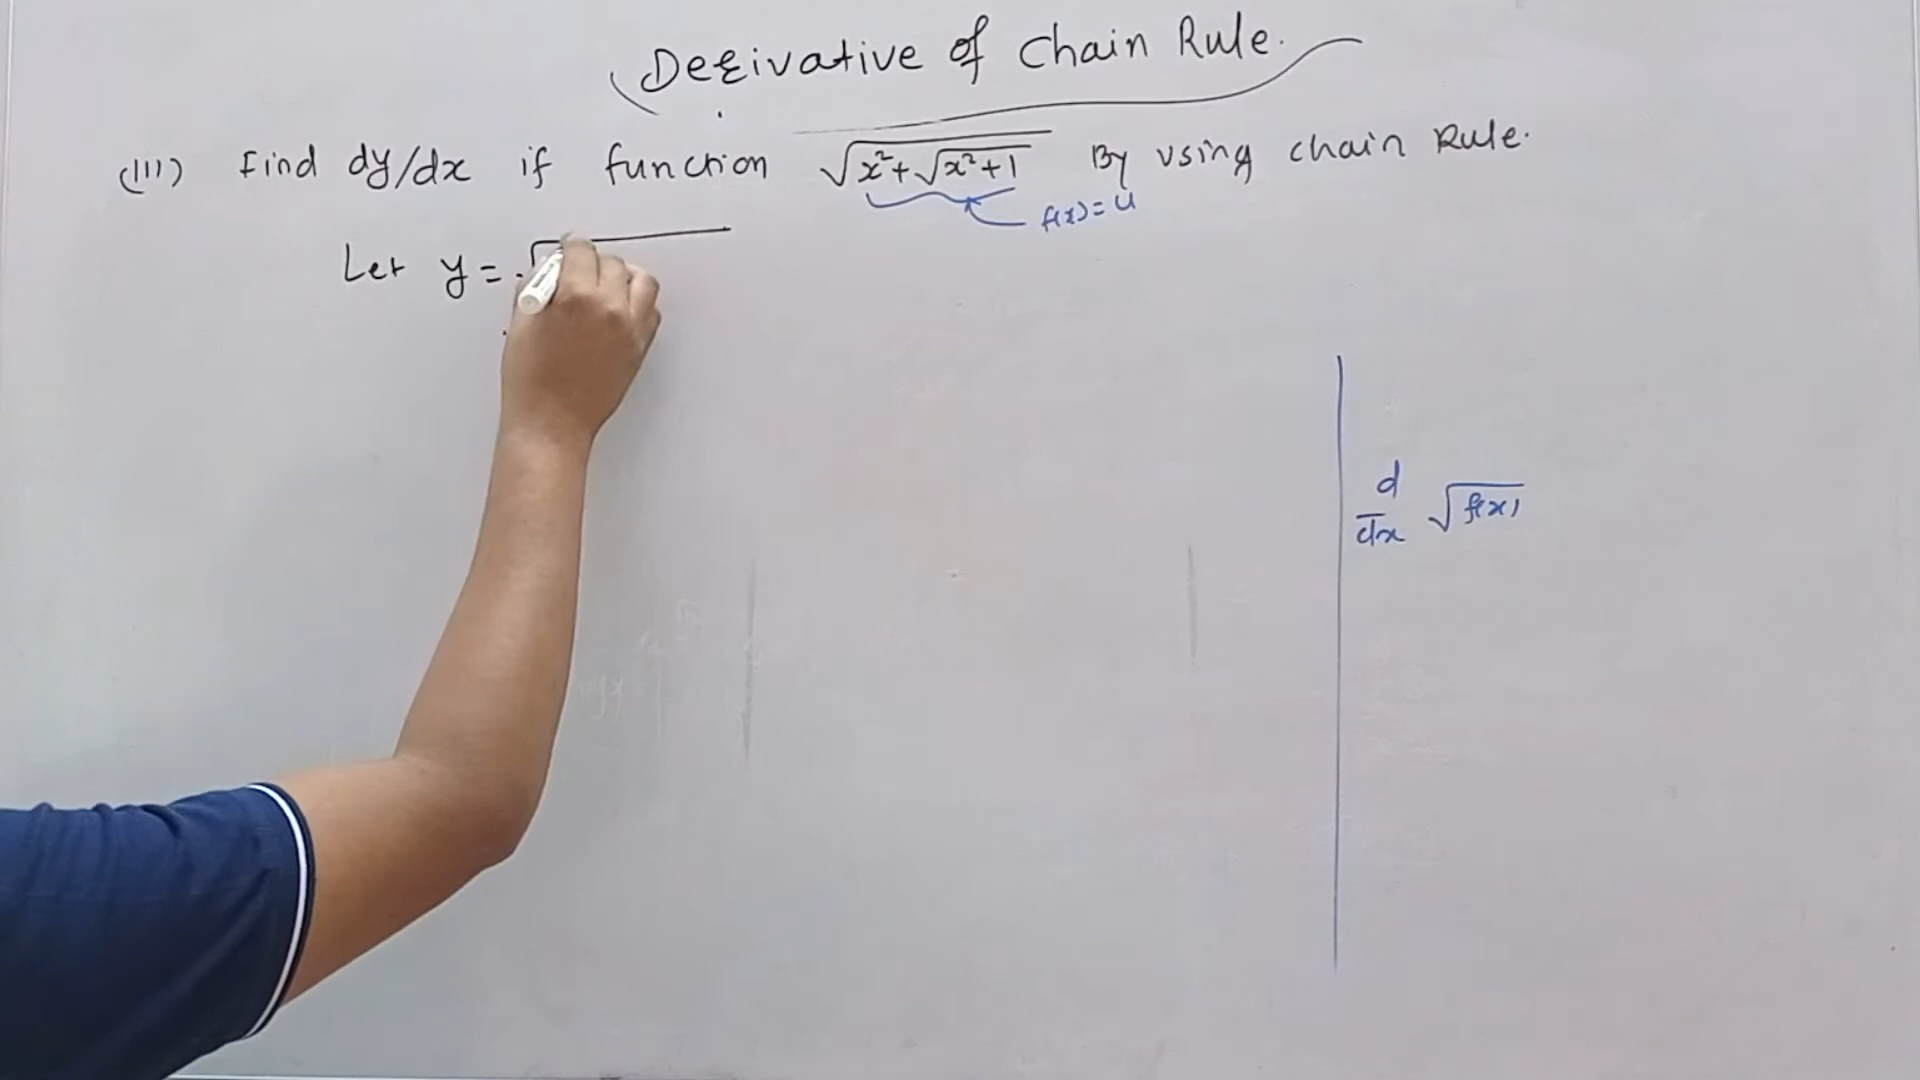 Derivative of Chain Rule.
(III) Find dy/dx if function √(x²+√(x²+1)) By using chain Rule.
f(x)=u
Let y = √
d/dx √f(x)